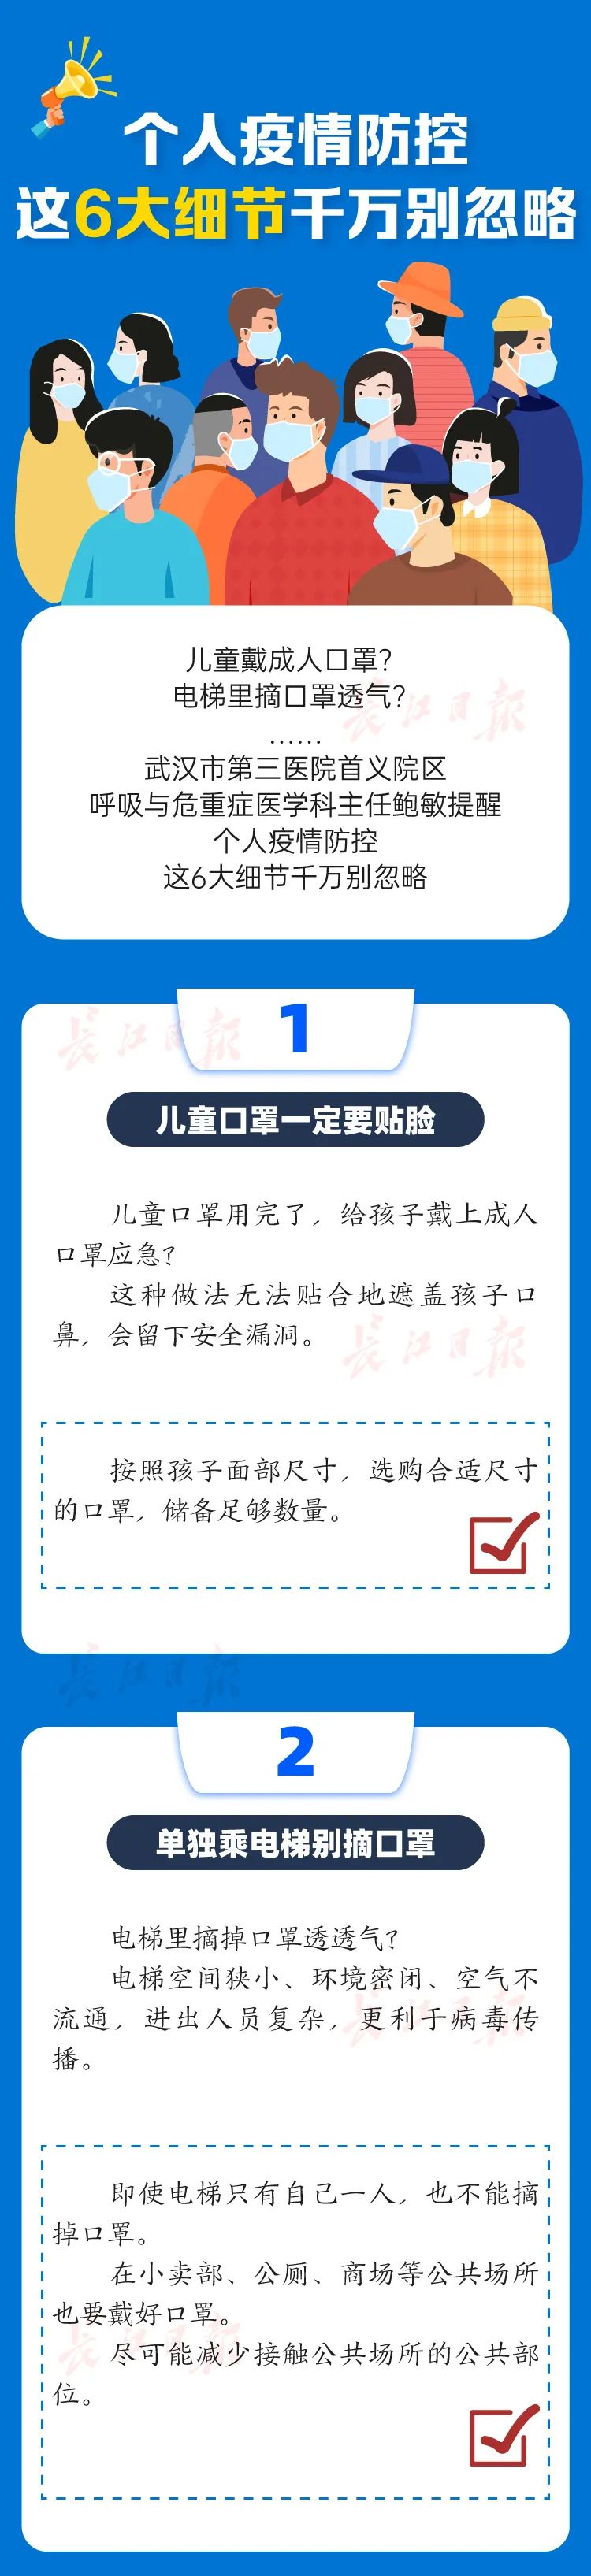 个人疫情防控
这6大细节千万别忽略
儿童戴成人口罩?
电梯里摘口罩透气?
……
武汉市第三医院首义院区
呼吸与危重症医学科主任鲍敏提醒
个人疫情防控
这6大细节千万别忽略
长江日报
1
长江日报
儿童口罩一定要贴脸
儿童口罩用完了，给孩子戴上成人
口罩应急?
这种做法无法贴合地遮盖孩子口
鼻，会留下安全漏洞。
长江日报
按照孩子面部尺寸，选购合适尺寸
的口罩，储备足够数量。
长江日报
2
单独乘电梯别摘口罩
电梯里摘掉口罩透透气?
电梯空间狭小、环境密闭、空气不
流通，进出人员复杂，更利于病毒传
播。
长江日报
即使电梯只有自己一人，也不能摘
掉口罩。
在小卖部、公厕、商场等公共场所
也要戴好口罩。
尽可能减少接触公共场所的公共部
位。
长江日报